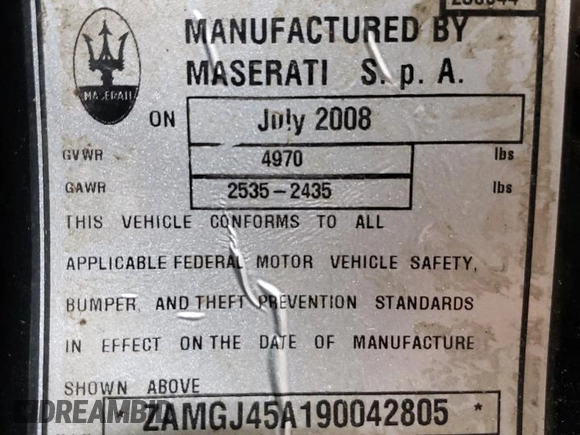 MANUFACTURED BY
MASERATI S. p. A.
MASERATI
ON July 2008
GVWR 4970 lbs
GAWR 2535-2435 lbs
THIS VEHICLE CONFORMS TO ALL
APPLICABLE FEDERAL MOTOR VEHICLE SAFETY,
BUMPER, AND THEFT PREVENTION STANDARDS
IN EFFECT ON THE DATE OF MANUFACTURE
SHOWN ABOVE
* ZAMGJ45A190042805 *
DREAMBID